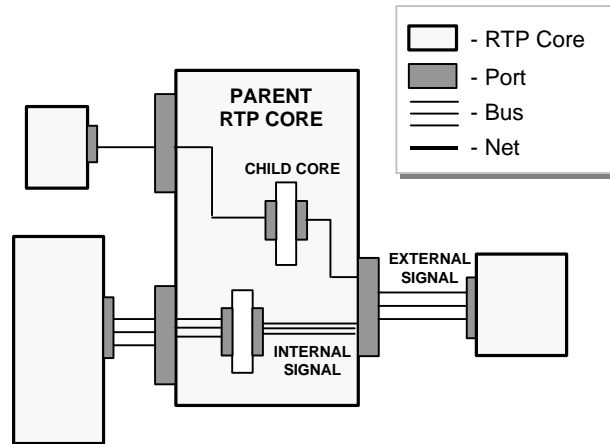 PARENT
RTP CORE
CHILD CORE
EXTERNAL
SIGNAL
INTERNAL
SIGNAL
- RTP Core
- Port
- Bus
- Net